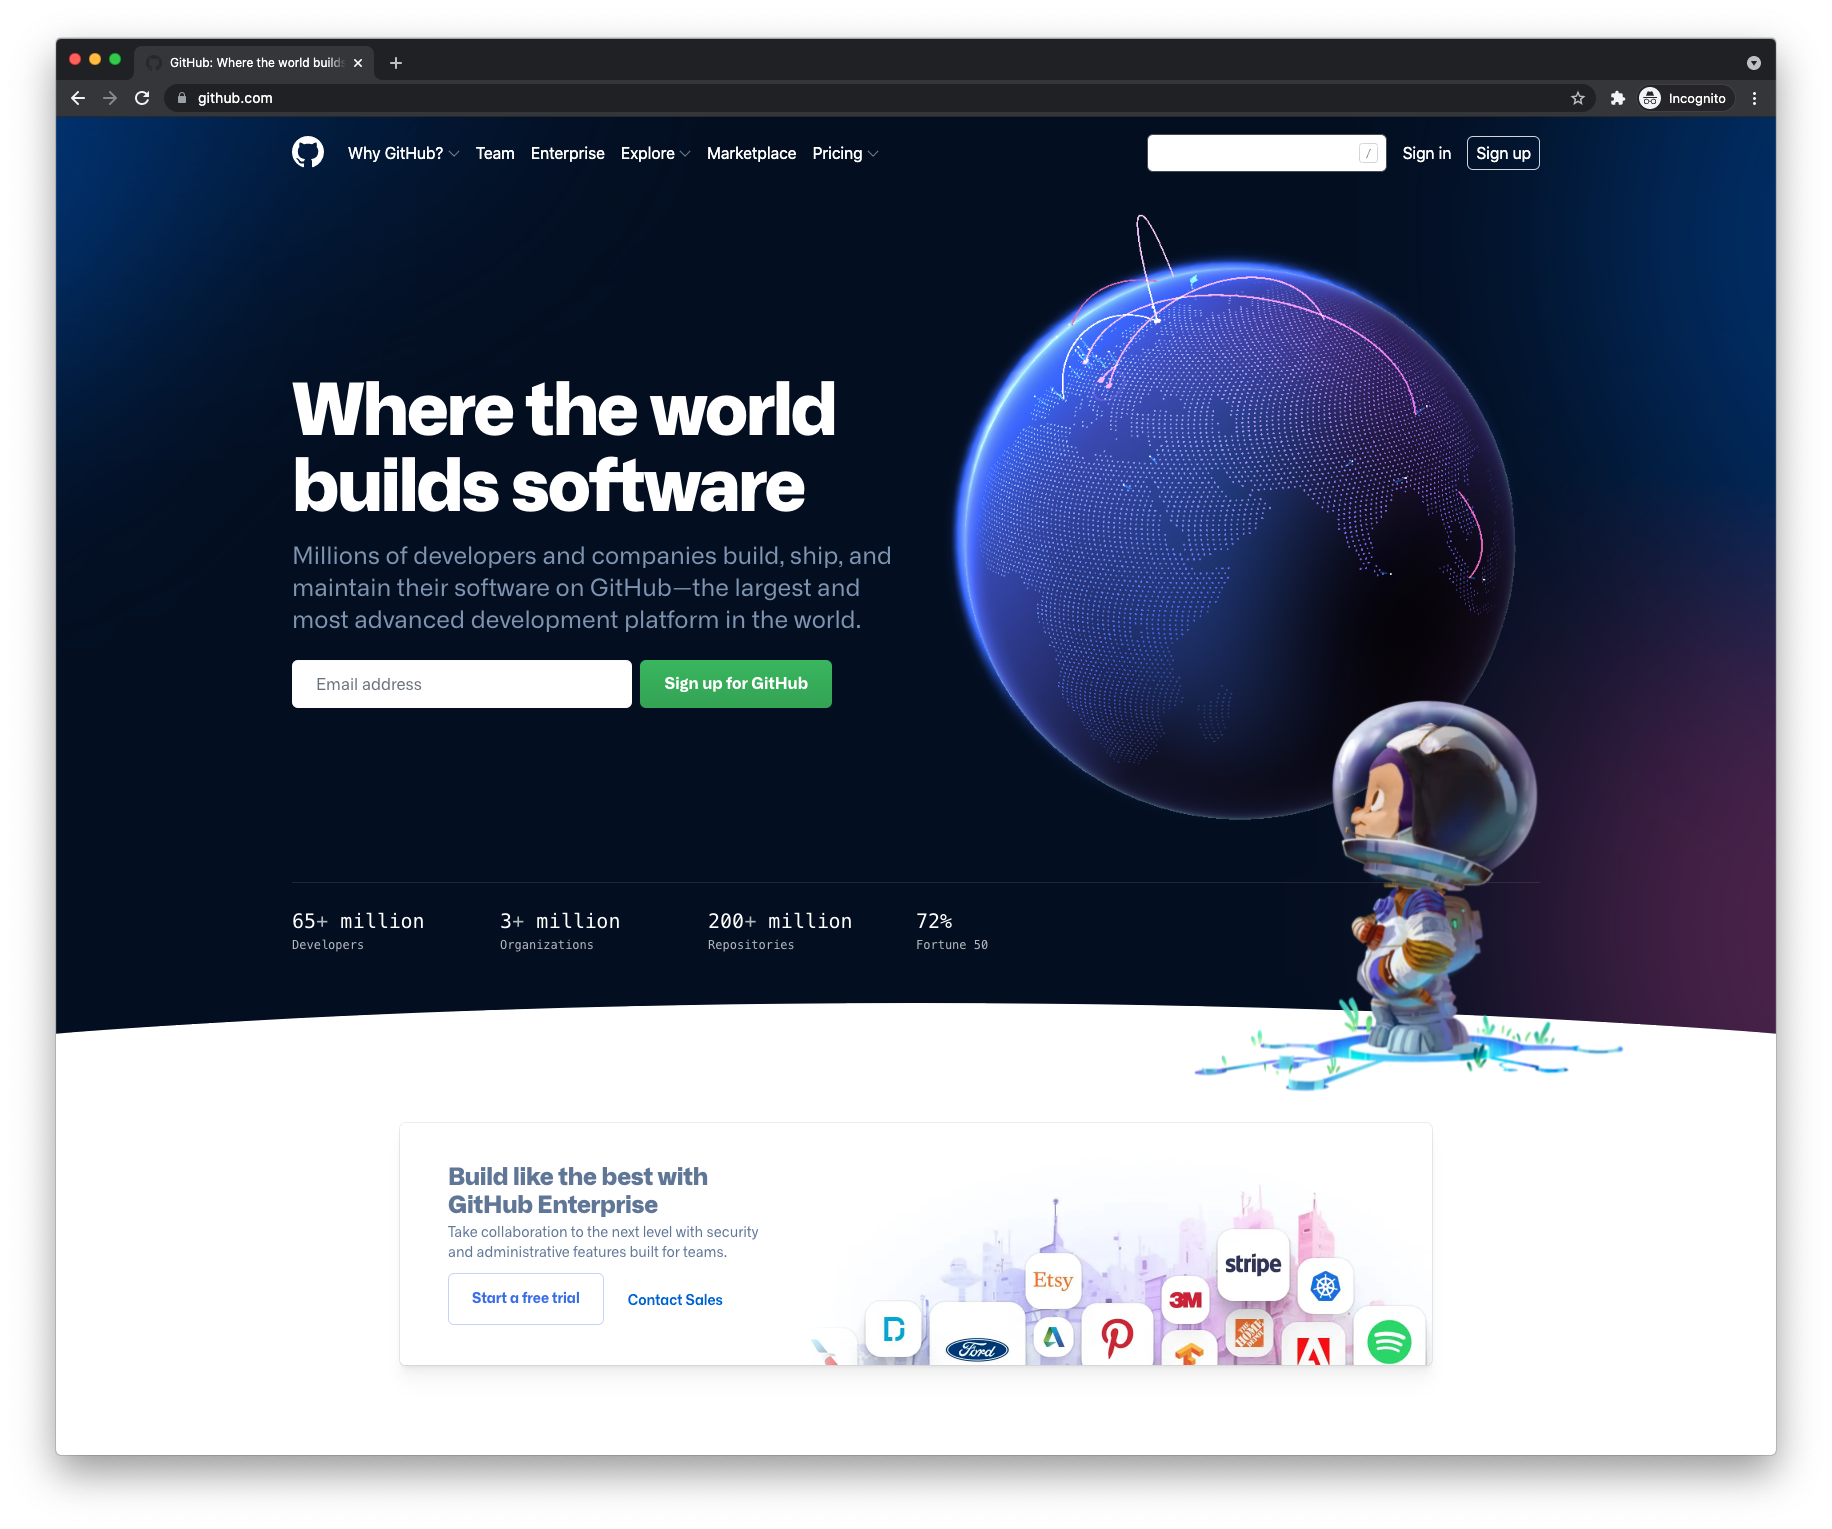 GitHub: Where the world builds
github.com
Incognito
Why GitHub? Team Enterprise Explore Marketplace Pricing / Sign in Sign up
Where the world
builds software
Millions of developers and companies build, ship, and
maintain their software on GitHub—the largest and
most advanced development platform in the world.
Email address Sign up for GitHub
65+ million 3+ million 200+ million 72%
Developers Organizations Repositories Fortune 50
Build like the best with
GitHub Enterprise
Take collaboration to the next level with security
and administrative features built for teams.
Start a free trial Contact Sales
stripe
Etsy
3M
THE HOME DEPOT
Ford